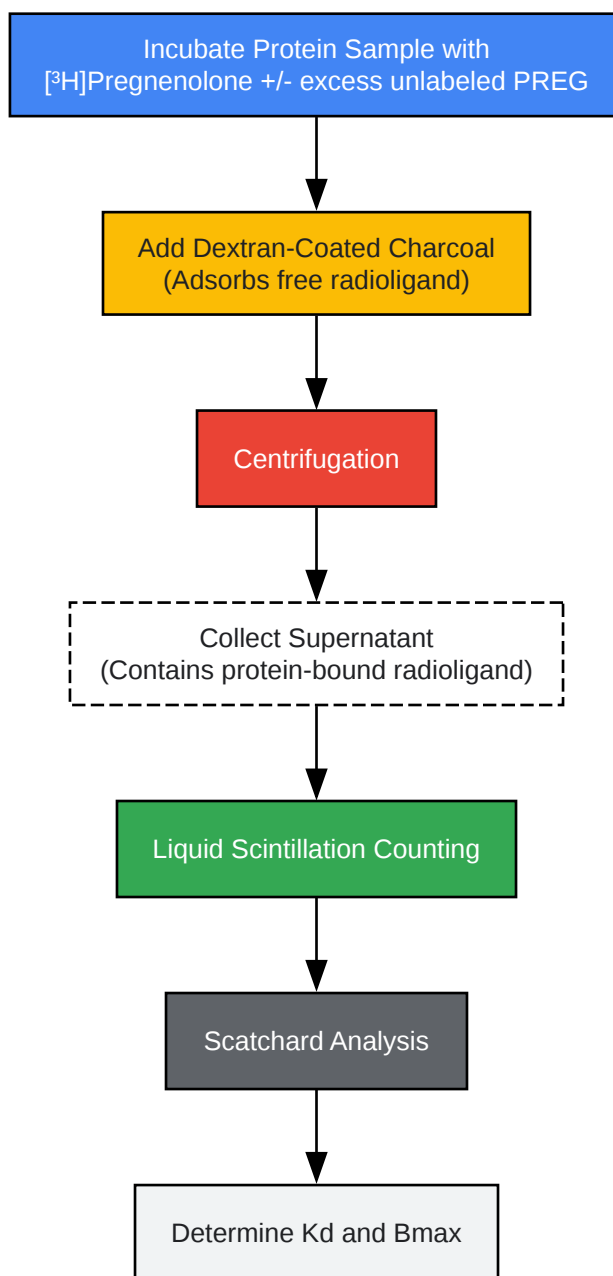 Incubate Protein Sample with
[³H]Pregnenolone +/- excess unlabeled PREG
Add Dextran-Coated Charcoal
(Adsorbs free radioligand)
Centrifugation
Collect Supernatant
(Contains protein-bound radioligand)
Liquid Scintillation Counting
Scatchard Analysis
Determine Kd and Bmax